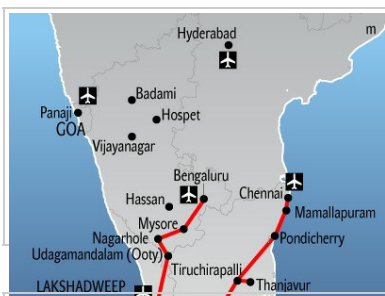 Hyderabad
m
Badami
Panaji
Hospet
GOA
Vijayanagar
Bengaluru
Hassan
Chennai
Mamallapuram
Mysore
Nagarhole
Pondicherry
Udagamandalam (Ooty)
Tiruchirapalli
LAKSHADWEEP
Thanjavur